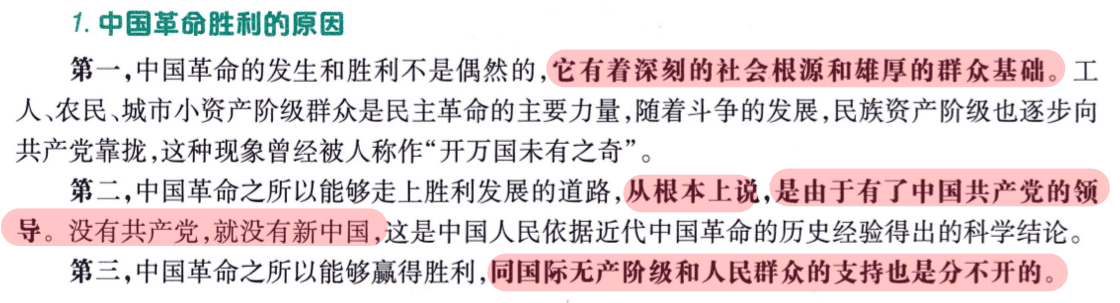 1. 中国革命胜利的原因
第一,中国革命的发生和胜利不是偶然的,它有着深刻的社会根源和雄厚的群众基础。工
人、农民、城市小资产阶级群众是民主革命的主要力量,随着斗争的发展,民族资产阶级也逐步向
共产党靠拢,这种现象曾经被人称作“开万国未有之奇”。
第二,中国革命之所以能够走上胜利发展的道路,从根本上说,是由于有了中国共产党的领
导。没有共产党,就没有新中国,这是中国人民依据近代中国革命的历史经验得出的科学结论。
第三,中国革命之所以能够赢得胜利,同国际无产阶级和人民群众的支持也是分不开的。